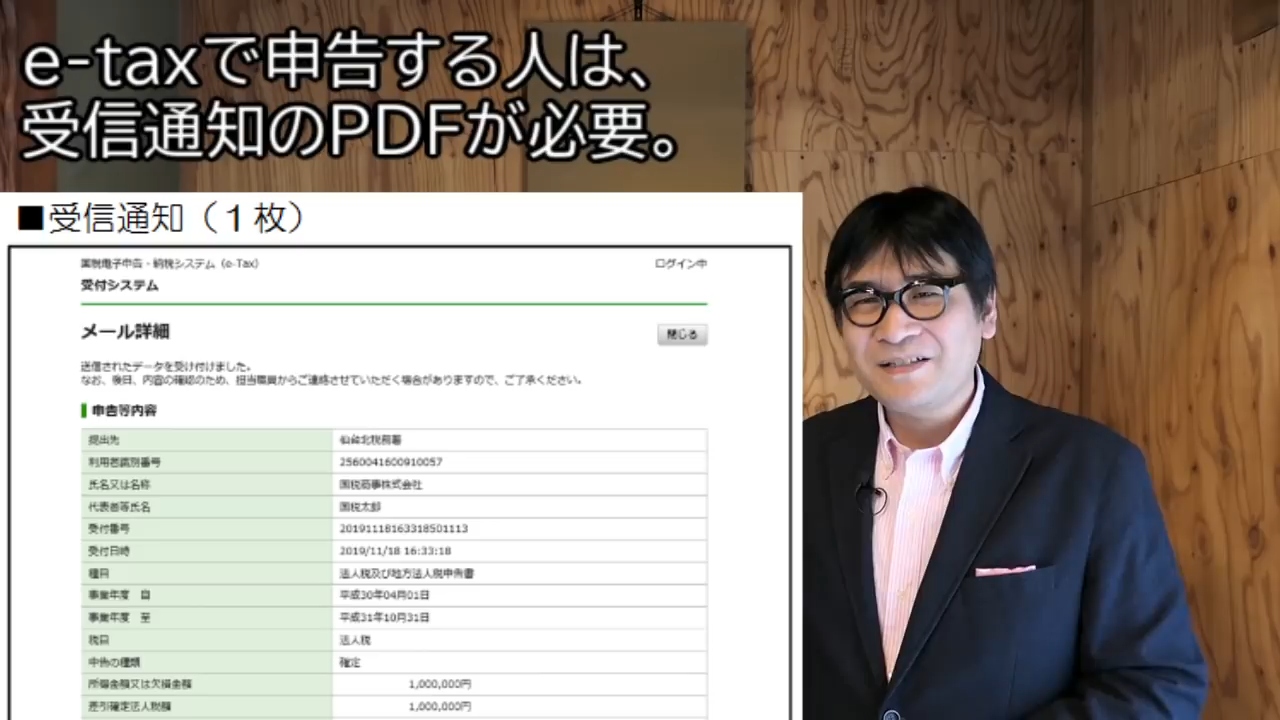 e-taxで申告する人は、
受信通知のPDFが必要。
■受信通知（１枚）
国税電子申告・納税システム（e-Tax） ログイン中
受付システム
メール詳細 閉じる
送信されたデータを受け付けました。
なお、後日、内容の確認のため、担当職員からご連絡させていただく場合がありますので、ご了承ください。
申告等内容
提出先 仙台北税務署
利用者識別番号 2560041600910057
氏名又は名称 国税商事株式会社
代表者等氏名 国税太郎
受付番号 20191118163318501113
受付日時 2019/11/18 16:33:18
種目 法人税及び地方法人税申告書
事業年度 自 平成30年04月01日
事業年度 至 平成31年10月31日
税目 法人税
申告の種類 確定
所得金額又は欠損金額 1,000,000円
差引確定法人税額 1,000,000円